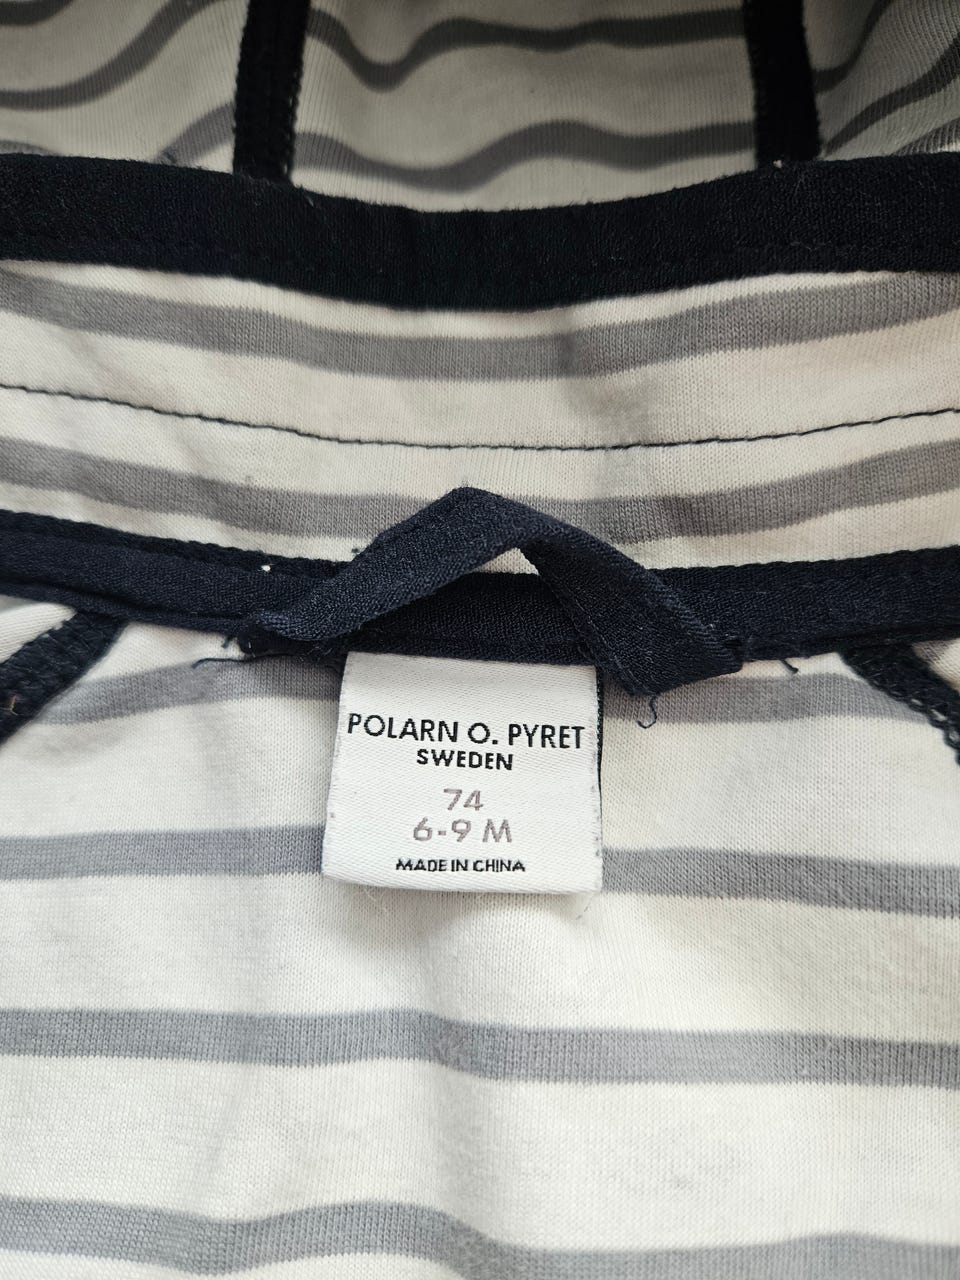 POLARN O. PYRET
SWEDEN
74
6-9 M
MADE IN CHINA